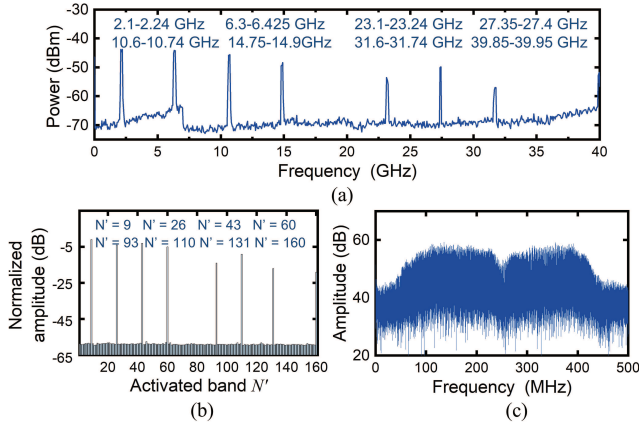 2.1-2.24 GHz 6.3-6.425 GHz 23.1-23.24 GHz 27.35-27.4 GHz
10.6-10.74 GHz 14.75-14.9GHz 31.6-31.74 GHz 39.85-39.95 GHz
Power (dBm)
-30
-40
-50
-60
-70
0 5 10 15 20 25 30 35 40
Frequency (GHz)
(a)
N' = 9 N' = 26 N' = 43 N' = 60
N' = 93 N' = 110 N' = 131 N' = 160
Normalized
amplitude (dB)
-5
-25
-45
-65
20 40 60 80 100 120 140 160
Activated band N'
(b)
Amplitude (dB)
60
40
20
0 100 200 300 400 500
Frequency (MHz)
(c)